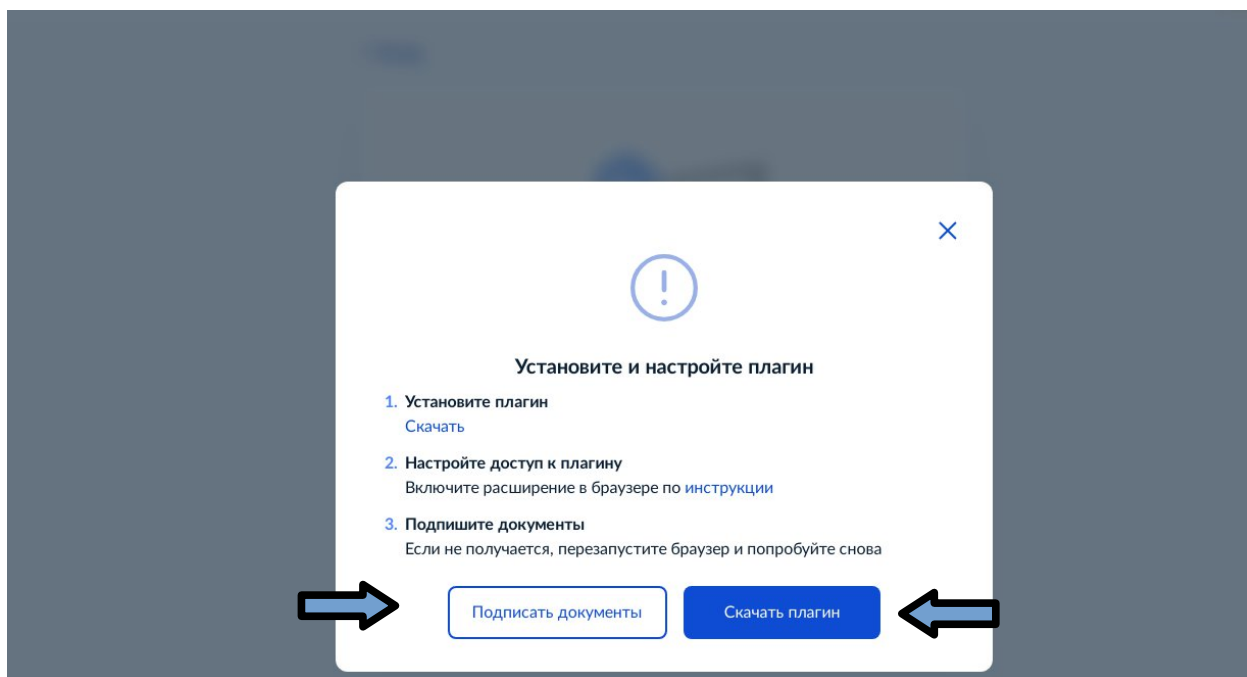 Установите и настройте плагин
1. Установите плагин
Скачать
2. Настройте доступ к плагину
Включите расширение в браузере по инструкции
3. Подпишите документы
Если не получается, перезапустите браузер и попробуйте снова
Подписать документы
Скачать плагин